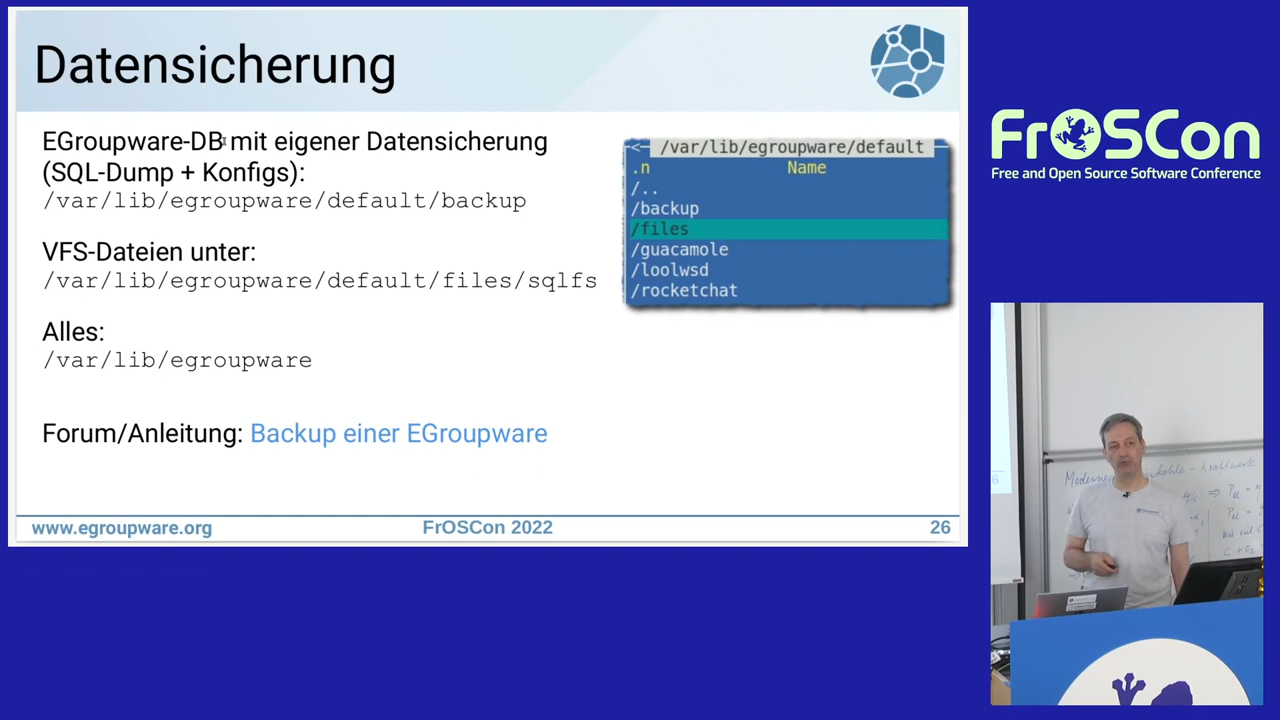 Datensicherung
EGroupware-DB mit eigener Datensicherung
(SQL-Dump + Konfigs):
/var/lib/egroupware/default/backup
VFS-Dateien unter:
/var/lib/egroupware/default/files/sqlfs
Alles:
/var/lib/egroupware
Forum/Anleitung: Backup einer EGroupware
<— /var/lib/egroupware/default
.n Name
/..
/backup
/files
/guacamole
/loolwsd
/rocketchat
www.egroupware.org FrOSCon 2022 26
FrOSCon
Free and Open Source Software Conference
6
Kraftwerk